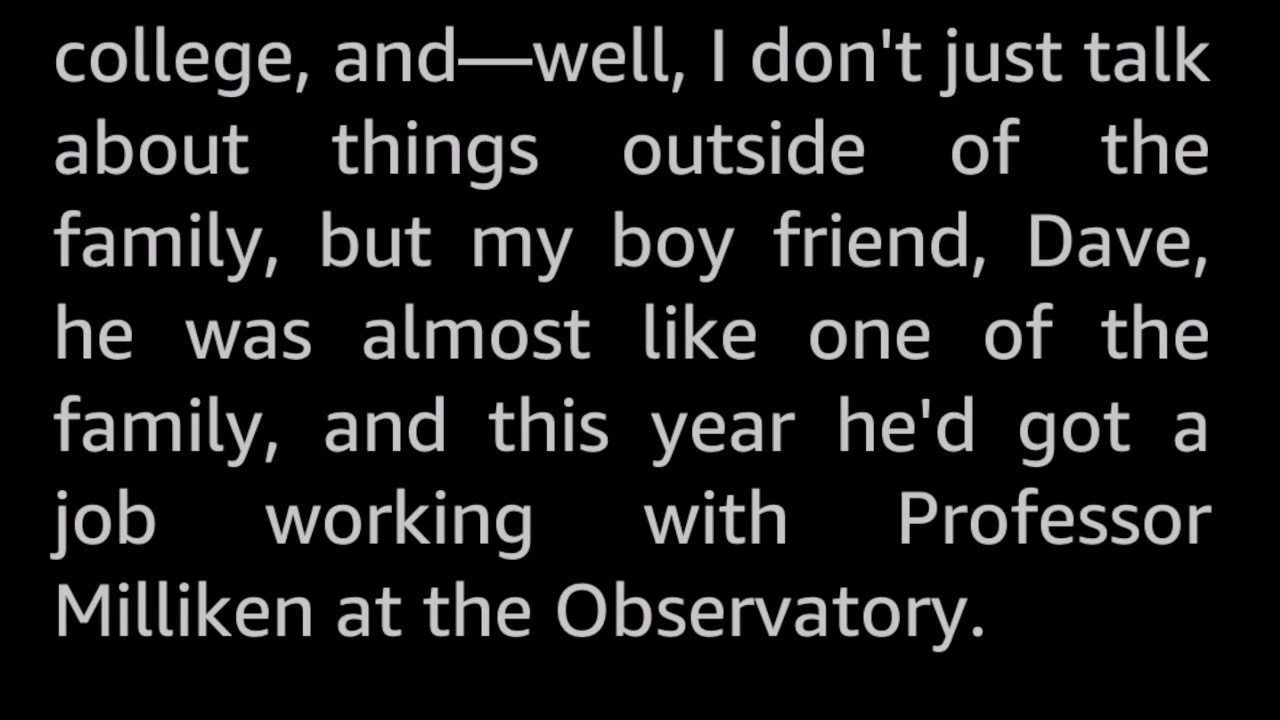 college, and—well, I don't just talk
about things outside of the
family, but my boy friend, Dave,
he was almost like one of the
family, and this year he'd got a
job working with Professor
Milliken at the Observatory.